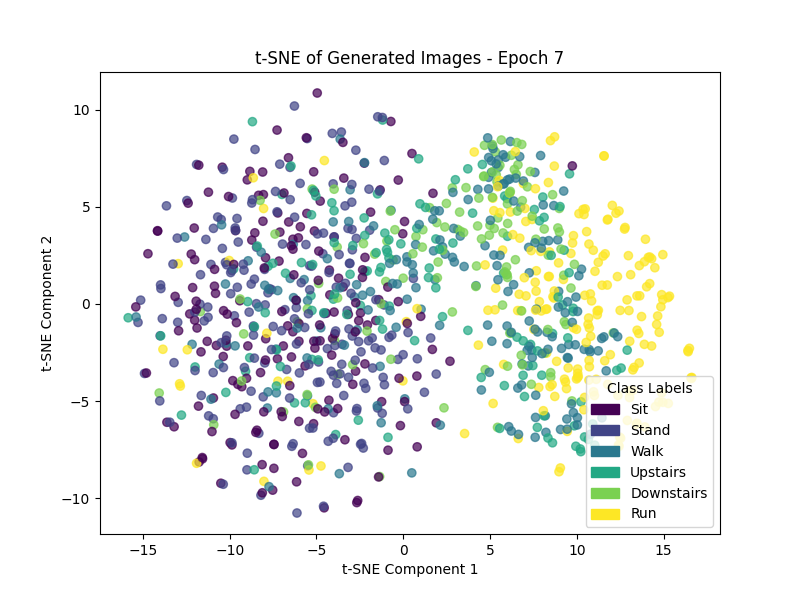 t-SNE of Generated Images - Epoch 7
t-SNE Component 2
10
5
0
−5
−10
Class Labels
Sit
Stand
Walk
Upstairs
Downstairs
Run
−15
−10
−5
0
5
10
15
t-SNE Component 1